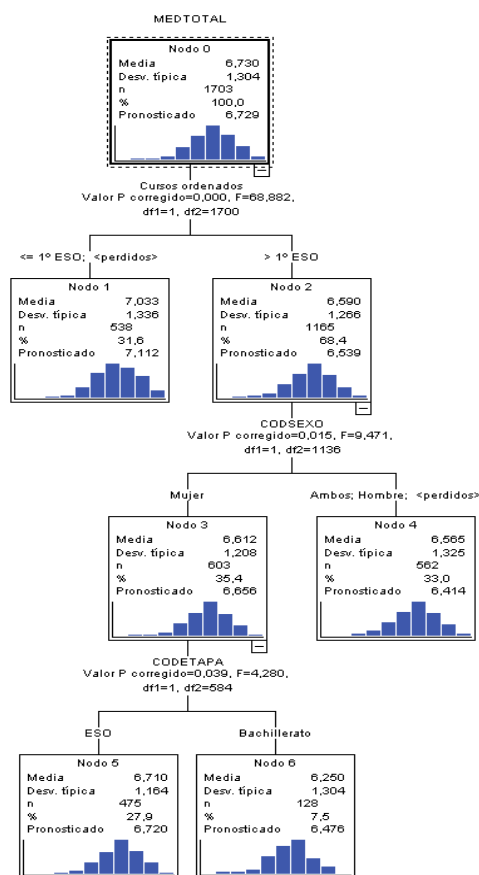 MEDTOTAL
Nodo 0
Media 6,730
Desv. típica 1,304
n 1703
% 100,0
Pronosticado 6,729
Cursos ordenados
Valor P corregido=0,000, F=68,882,
df1=1, df2=1700
<= 1º ESO; <perdidos>
> 1º ESO
Nodo 1
Media 7,033
Desv. típica 1,336
n 538
% 31,6
Pronosticado 7,112
Nodo 2
Media 6,590
Desv. típica 1,266
n 1165
% 68,4
Pronosticado 6,539
CODSEXO
Valor P corregido=0,015, F=9,471,
df1=1, df2=1136
Mujer
Ambos; Hombre; <perdidos>
Nodo 3
Media 6,612
Desv. típica 1,208
n 603
% 35,4
Pronosticado 6,656
Nodo 4
Media 6,565
Desv. típica 1,325
n 562
% 33,0
Pronosticado 6,414
CODETAPA
Valor P corregido=0,039, F=4,280,
df1=1, df2=584
ESO
Bachillerato
Nodo 5
Media 6,710
Desv. típica 1,164
n 475
% 27,9
Pronosticado 6,720
Nodo 6
Media 6,250
Desv. típica 1,304
n 128
% 7,5
Pronosticado 6,476